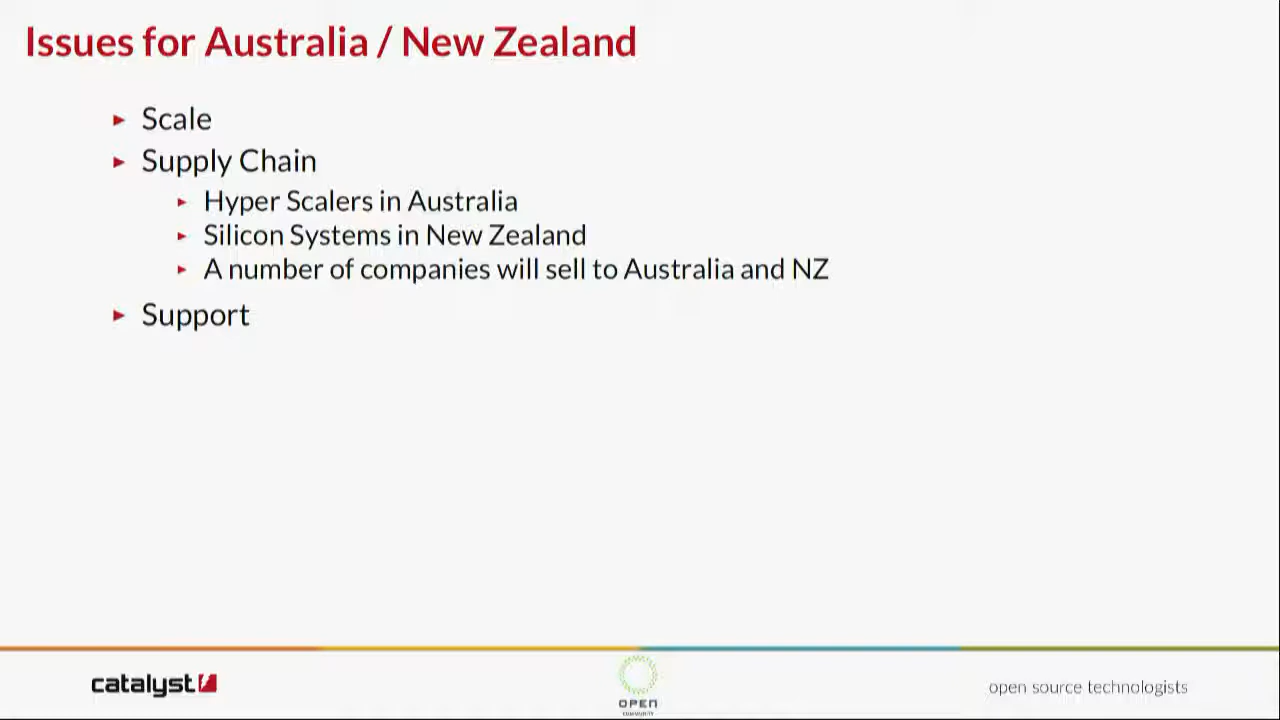 Issues for Australia / New Zealand
Scale
Supply Chain
Hyper Scalers in Australia
Silicon Systems in New Zealand
A number of companies will sell to Australia and NZ
Support
catalyst
OPEN
COMMUNITY
open source technologists